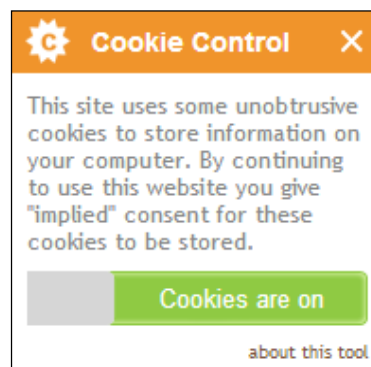 C Cookie Control ×
This site uses some unobtrusive
cookies to store information on
your computer. By continuing
to use this website you give
"implied" consent for these
cookies to be stored.
Cookies are on
about this tool